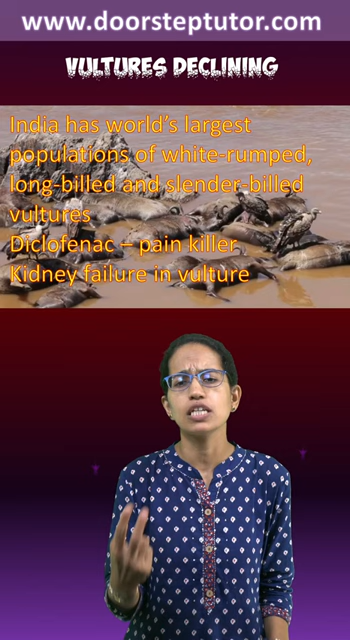 www.doorsteptutor.com
VULTURES DECLINING
India has world's largest
populations of white-rumped,
long-billed and slender-billed
vultures
Diclofenac – pain killer
Kidney failure in vulture